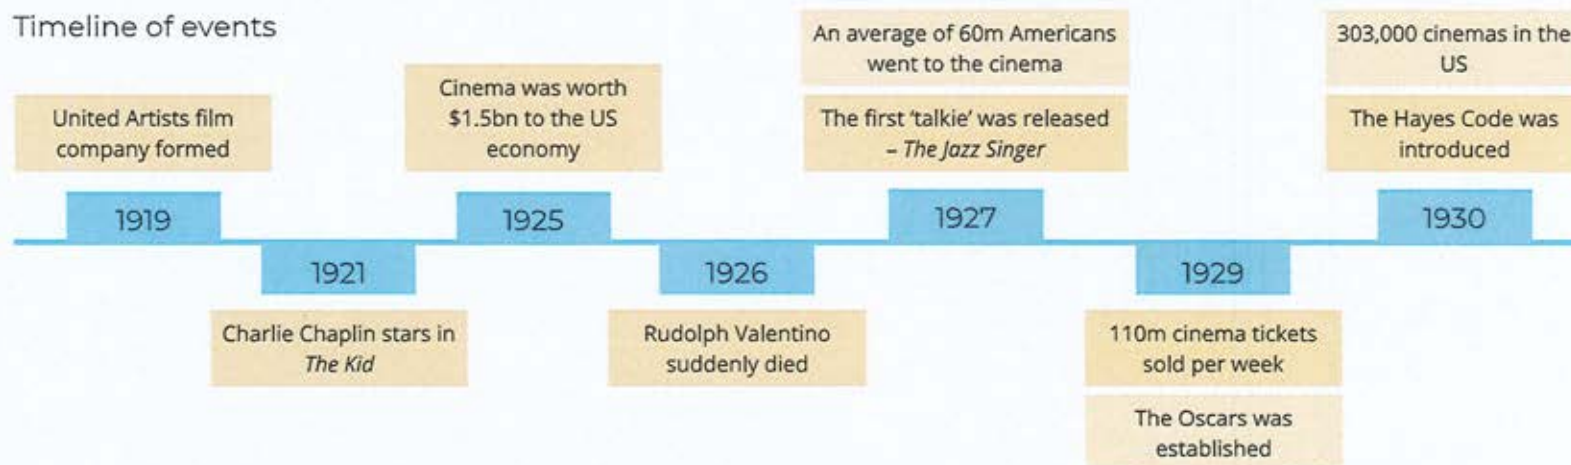 Timeline of events
United Artists film
company formed
1919
1921
Charlie Chaplin stars in
The Kid
Cinema was worth
$1.5bn to the US
economy
1925
1926
Rudolph Valentino
suddenly died
An average of 60m Americans
went to the cinema
The first ‘talkie’ was released
– The Jazz Singer
1927
1929
110m cinema tickets
sold per week
The Oscars was
established
303,000 cinemas in the
US
The Hayes Code was
introduced
1930